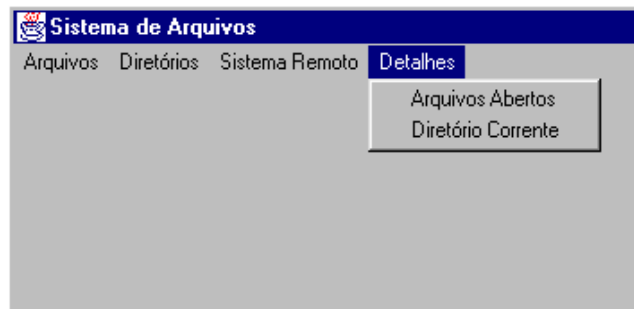 Sistema de Arquivos
Arquivos Diretórios Sistema Remoto Detalhes
Arquivos Abertos
Diretório Corrente